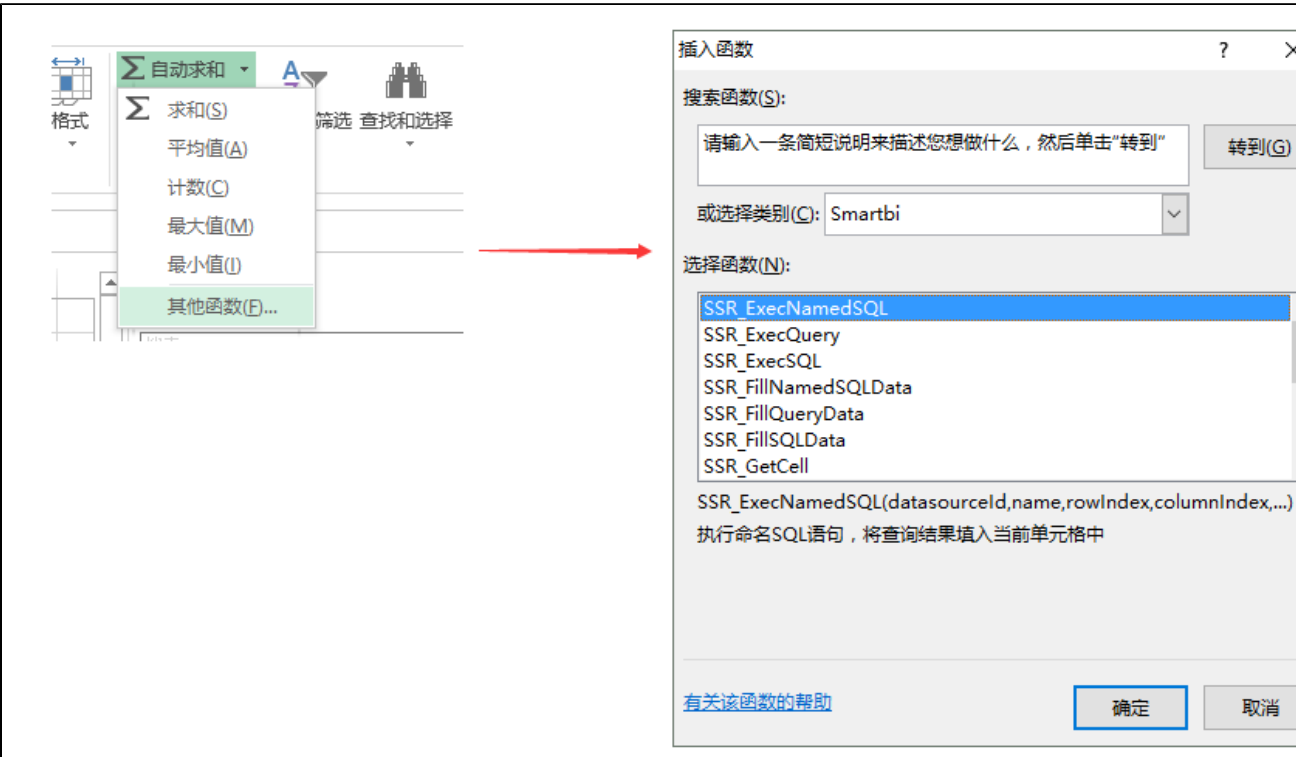 自动求和
格式
求和(S)
筛选 查找和选择
平均值(A)
计数(C)
最大值(M)
最小值(I)
其他函数(F)...
插入函数
?
搜索函数(S):
请输入一条简短说明来描述您想做什么，然后单击"转到"
转到(G)
或选择类别(C): Smartbi
选择函数(N):
SSR_ExecNamedSQL
SSR_ExecQuery
SSR_ExecSQL
SSR_FillNamedSQLData
SSR_FillQueryData
SSR_FillSQLData
SSR_GetCell
SSR_ExecNamedSQL(datasourceId,name,rowIndex,columnIndex,...)
执行命名SQL语句，将查询结果填入当前单元格中
有关该函数的帮助
确定
取消